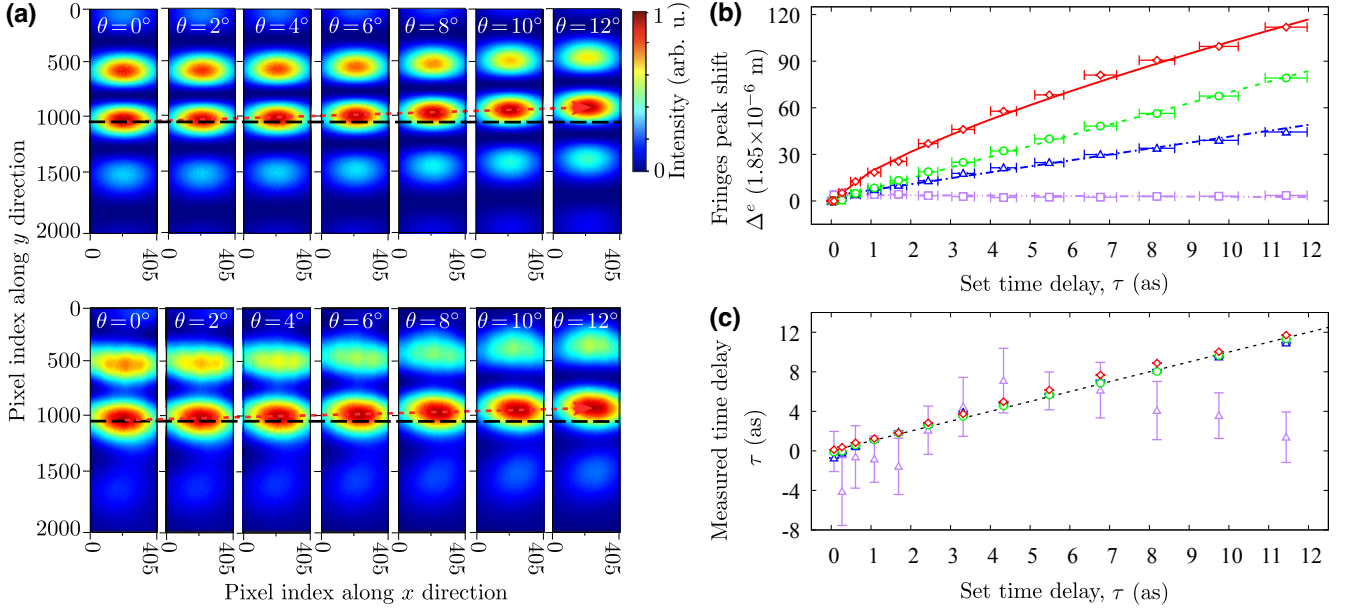 (a)
0
θ=0° θ=2° θ=4° θ=6° θ=8° θ=10° θ=12°
500
1000
1500
2000
0 405 0 405 0 405 0 405 0 405 0 405 0 405
1
0
Intensity (arb. u.)
Pixel index along y direction
0
θ=0° θ=2° θ=4° θ=6° θ=8° θ=10° θ=12°
500
1000
1500
2000
0 405 0 405 0 405 0 405 0 405 0 405 0 405
Pixel index along x direction
(b)
120
90
60
30
0
Fringes peak shift
Δᵉ (1.85×10⁻⁶ m)
0 1 2 3 4 5 6 7 8 9 10 11 12
Set time delay, τ (as)
(c)
12
8
4
0
-4
-8
Measured time delay
τ (as)
0 1 2 3 4 5 6 7 8 9 10 11 12
Set time delay, τ (as)